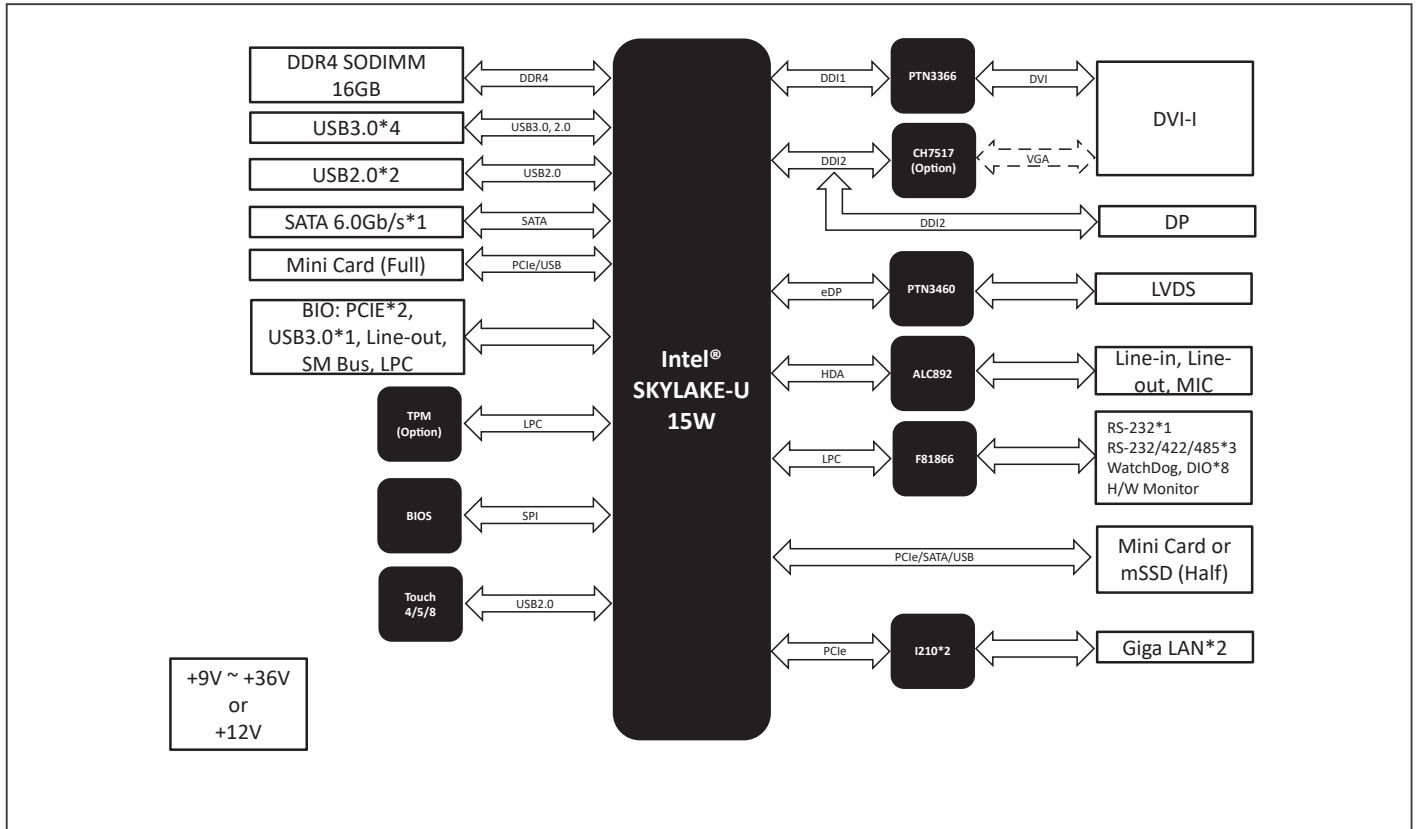 DDR4 SODIMM
16GB
DDR4
USB3.0*4
USB3.0, 2.0
USB2.0*2
USB2.0
SATA 6.0Gb/s*1
SATA
Mini Card (Full)
PCIe/USB
BIO: PCIE*2,
USB3.0*1, Line-out,
SM Bus, LPC
TPM
(Option)
LPC
BIOS
SPI
Touch
4/5/8
USB2.0
+9V ~ +36V
or
+12V
Intel®
SKYLAKE-U
15W
DDI1
PTN3366
DVI
DVI-I
DDI2
CH7517
(Option)
VGA
DDI2
DP
eDP
PTN3460
LVDS
HDA
ALC892
Line-in, Line-
out, MIC
LPC
F81866
RS-232*1
RS-232/422/485*3
WatchDog, DIO*8
H/W Monitor
PCIe/SATA/USB
Mini Card or
mSSD (Half)
PCIe
I210*2
Giga LAN*2